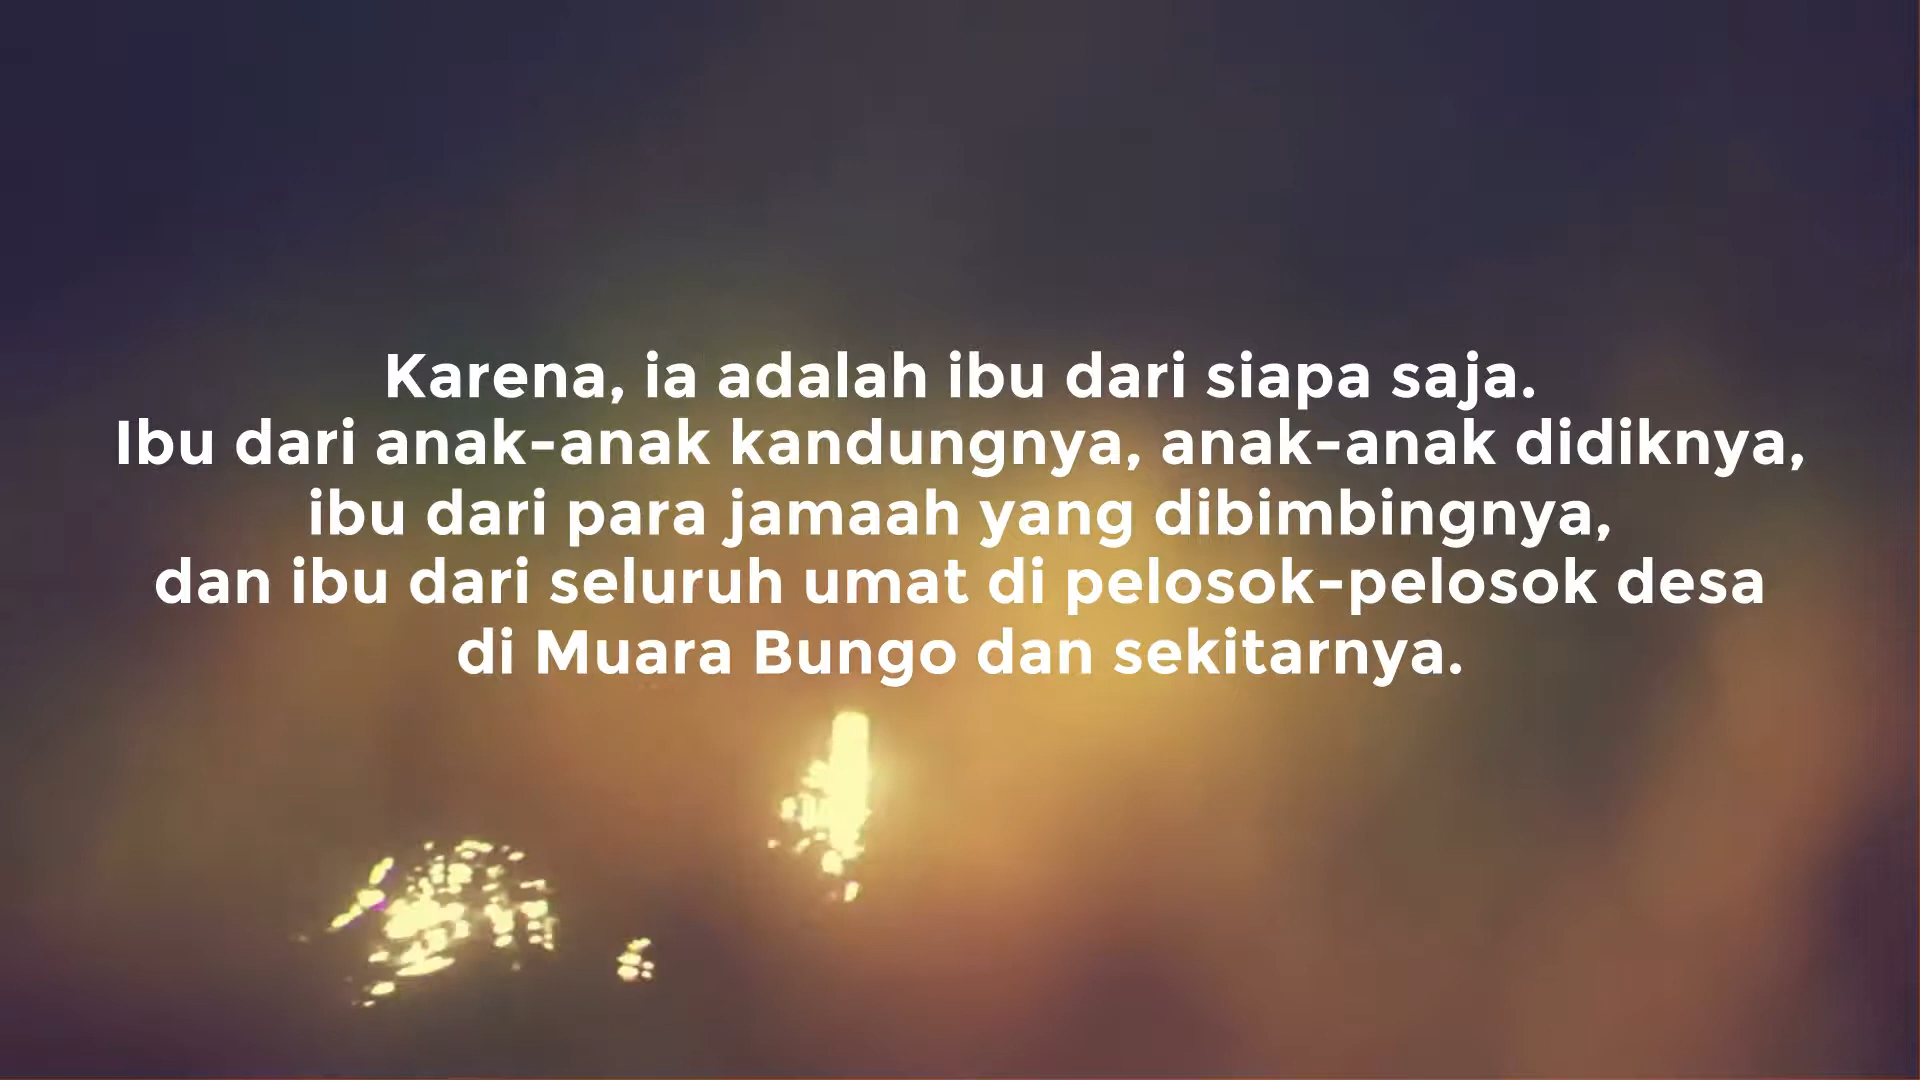 Karena, ia adalah ibu dari siapa saja.
Ibu dari anak-anak kandungnya, anak-anak didiknya,
ibu dari para jamaah yang dibimbingnya,
dan ibu dari seluruh umat di pelosok-pelosok desa
di Muara Bungo dan sekitarnya.